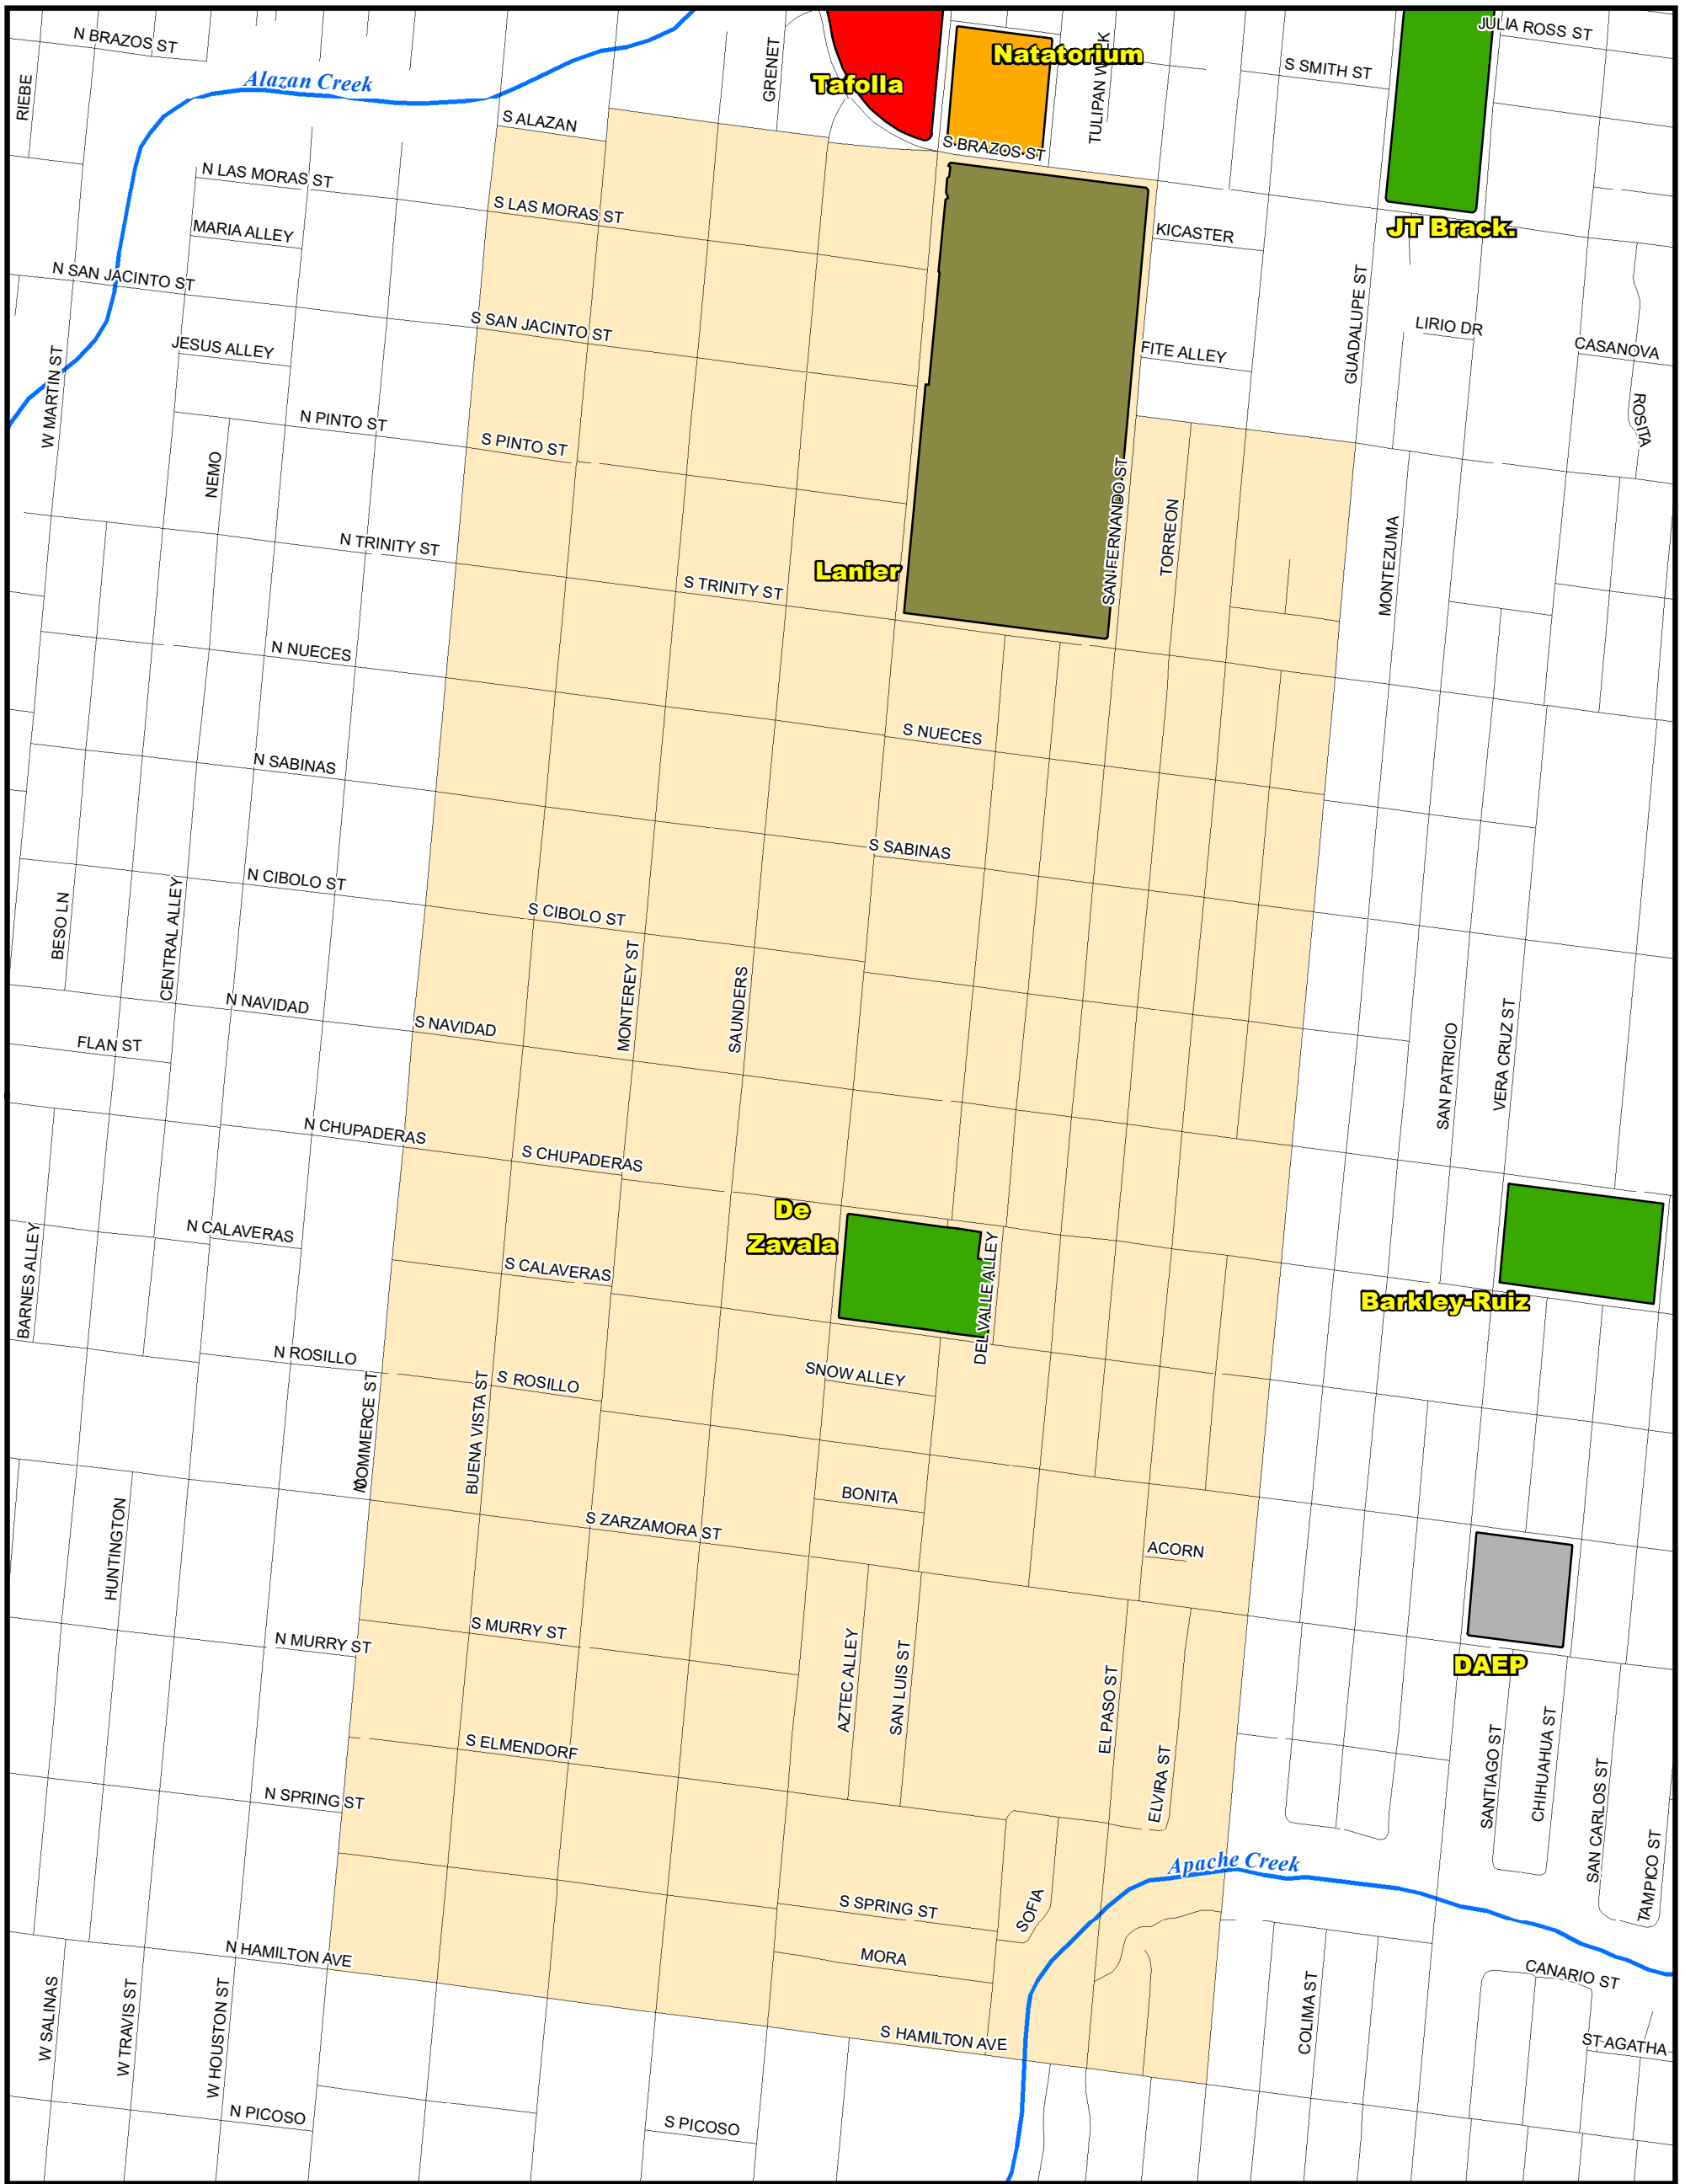 JULIA ROSS ST
N BRAZOS ST
Natatorium
GRENET
TULIPAN WALK
S SMITH ST
Alazan Creek
Tafolla
RIEBE
S ALAZAN
S BRAZOS ST
N LAS MORAS ST
S LAS MORAS ST
JT Brack.
MARIA ALLEY
KICASTER
N SAN JACINTO ST
S SAN JACINTO ST
GUADALUPE ST
LIRIO DR
JESUS ALLEY
FITE ALLEY
CASANOVA
W MARTIN ST
N PINTO ST
S PINTO ST
ROSITA
NEMO
SAN FERNANDO ST
TORREON
N TRINITY ST
MONTEZUMA
Lanier
S TRINITY ST
N NUECES
S NUECES
N SABINAS
S SABINAS
N CIBOLO ST
S CIBOLO ST
BESO LN
CENTRAL ALLEY
MONTEREY ST
SAUNDERS
N NAVIDAD
S NAVIDAD
FLAN ST
SAN PATRICIO
VERA CRUZ ST
N CHUPADERAS
S CHUPADERAS
De
Zavala
N CALAVERAS
S CALAVERAS
BARNES ALLEY
DEL VALLE ALLEY
Barkley-Ruiz
N ROSILLO
S ROSILLO
SNOW ALLEY
COMMERCE ST
BUENA VISTA ST
BONITA
S ZARZAMORA ST
ACORN
HUNTINGTON
N MURRY ST
S MURRY ST
AZTEC ALLEY
SAN LUIS ST
EL PASO ST
DAEP
S ELMENDORF
ELVIRA ST
SANTIAGO ST
CHIHUAHUA ST
SAN CARLOS ST
TAMPICO ST
N SPRING ST
Apache Creek
S SPRING ST
SOFIA
N HAMILTON AVE
MORA
CANARIO ST
W SALINAS
W TRAVIS ST
W HOUSTON ST
S HAMILTON AVE
COLIMA ST
ST AGATHA
N PICOSO
S PICOSO